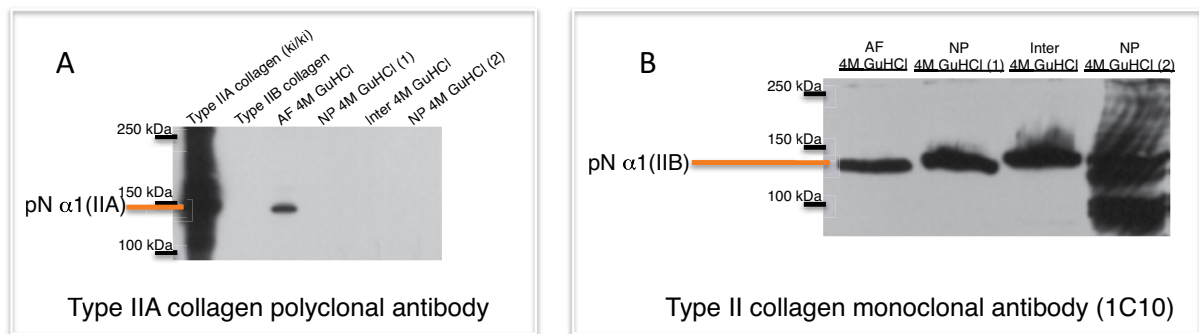 A
Type IIA collagen (ki/ki)
Type IIB collagen
AF 4M GuHCl
NP 4M GuHCl (1)
Inter 4M GuHCl
NP 4M GuHCl (2)
250 kDa
150 kDa
pN α1(IIA)
100 kDa
Type IIA collagen polyclonal antibody
B
AF
4M GuHCl
NP
4M GuHCl (1)
Inter
4M GuHCl
NP
4M GuHCl (2)
250 kDa
150 kDa
pN α1(IIB)
100 kDa
Type II collagen monoclonal antibody (1C10)